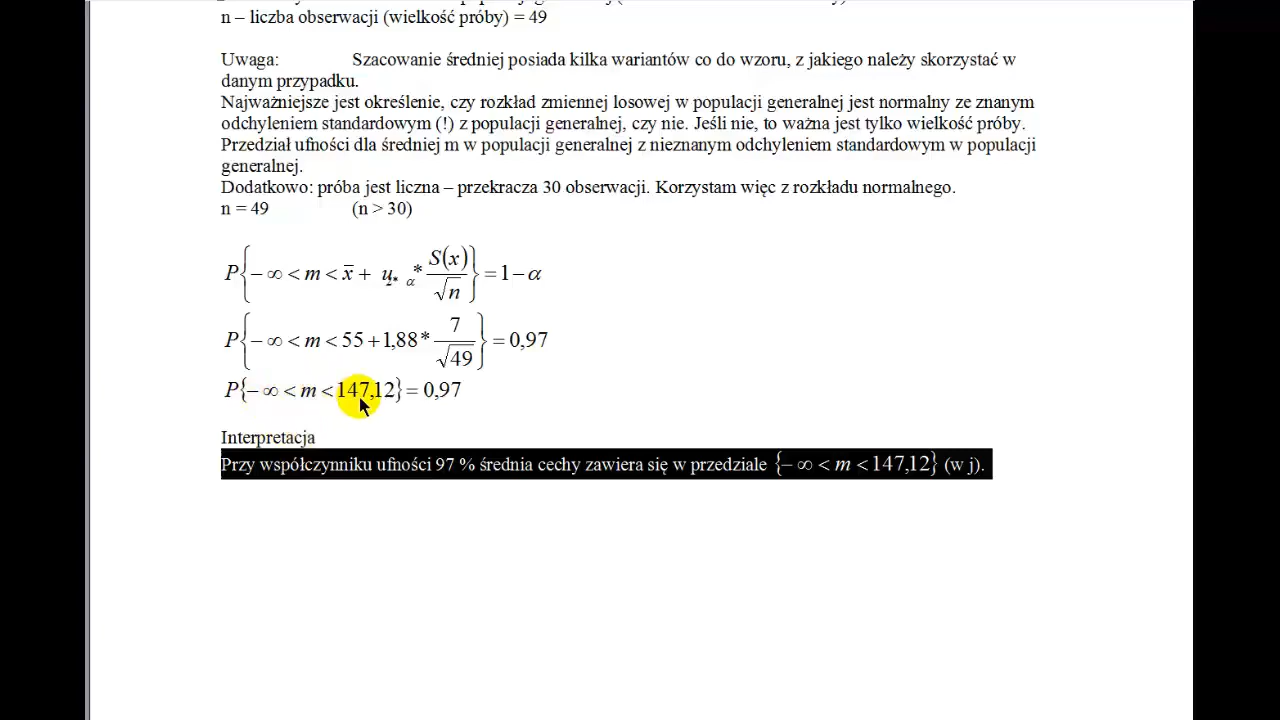 n – liczba obserwacji (wielkość próby) = 49
Uwaga: Szacowanie średniej posiada kilka wariantów co do wzoru, z jakiego należy skorzystać w
danym przypadku.
Najważniejsze jest określenie, czy rozkład zmiennej losowej w populacji generalnej jest normalny ze znanym
odchyleniem standardowym (!) z populacji generalnej, czy nie. Jeśli nie, to ważna jest tylko wielkość próby.
Przedział ufności dla średniej m w populacji generalnej z nieznanym odchyleniem standardowym w populacji
generalnej.
Dodatkowo: próba jest liczna – przekracza 30 obserwacji. Korzystam więc z rozkładu normalnego.
n = 49 (n > 30)
P{− ∞ < m < x̄ + u₂* α * S(x)/√n} = 1 − α
P{− ∞ < m < 55 + 1,88 * 7/√49} = 0,97
P{− ∞ < m < 147,12} = 0,97
Interpretacja
Przy współczynniku ufności 97 % średnia cechy zawiera się w przedziale {− ∞ < m < 147,12} (w j).